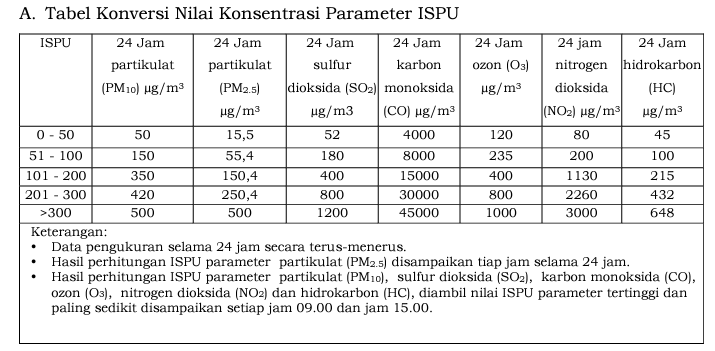 A. Tabel Konversi Nilai Konsentrasi Parameter ISPU
ISPU 24 Jam 24 Jam 24 Jam 24 Jam 24 Jam 24 jam 24 Jam
partikulat partikulat sulfur karbon ozon (O₃) nitrogen hidrokarbon
(PM₁₀) µg/m³ (PM₂.₅) dioksida (SO₂) monoksida µg/m³ dioksida (HC)
µg/m³ µg/m3 (CO) µg/m³ (NO₂) µg/m³ µg/m³
0 - 50 50 15,5 52 4000 120 80 45
51 - 100 150 55,4 180 8000 235 200 100
101 - 200 350 150,4 400 15000 400 1130 215
201 - 300 420 250,4 800 30000 800 2260 432
>300 500 500 1200 45000 1000 3000 648
Keterangan:
• Data pengukuran selama 24 jam secara terus-menerus.
• Hasil perhitungan ISPU parameter partikulat (PM₂.₅) disampaikan tiap jam selama 24 jam.
• Hasil perhitungan ISPU parameter partikulat (PM₁₀), sulfur dioksida (SO₂), karbon monoksida (CO),
ozon (O₃), nitrogen dioksida (NO₂) dan hidrokarbon (HC), diambil nilai ISPU parameter tertinggi dan
paling sedikit disampaikan setiap jam 09.00 dan jam 15.00.